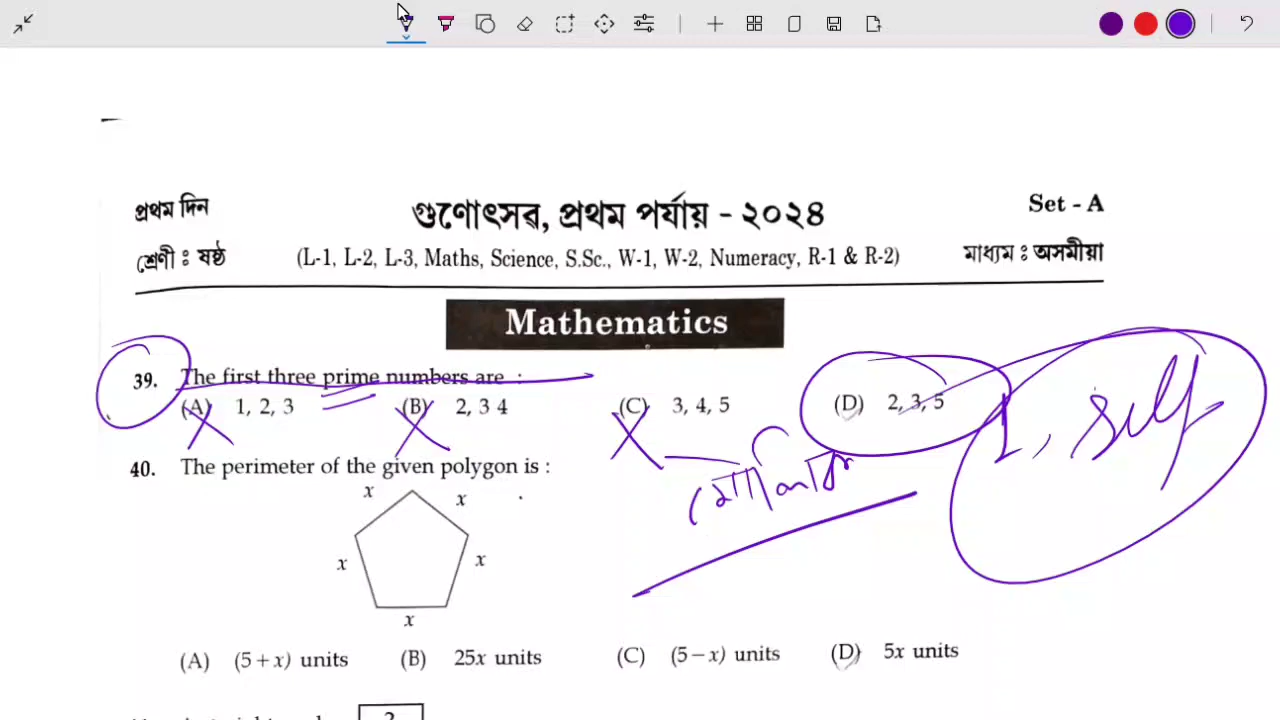 প্ৰথম দিন
গুণোৎসৱ, প্ৰথম পৰ্যায় - ২০২৪
Set - A
শ্ৰেণী : ষষ্ঠ
(L-1, L-2, L-3, Maths, Science, S.Sc., W-1, W-2, Numeracy, R-1 & R-2)
মাধ্যম : অসমীয়া
Mathematics
39. The first three prime numbers are :
(A) 1, 2, 3 (B) 2, 3 4 (C) 3, 4, 5 (D) 2, 3, 5
1, self
40. The perimeter of the given polygon is :
x x
x x
x
(A) (5+x) units (B) 25x units (C) (5−x) units (D) 5x units